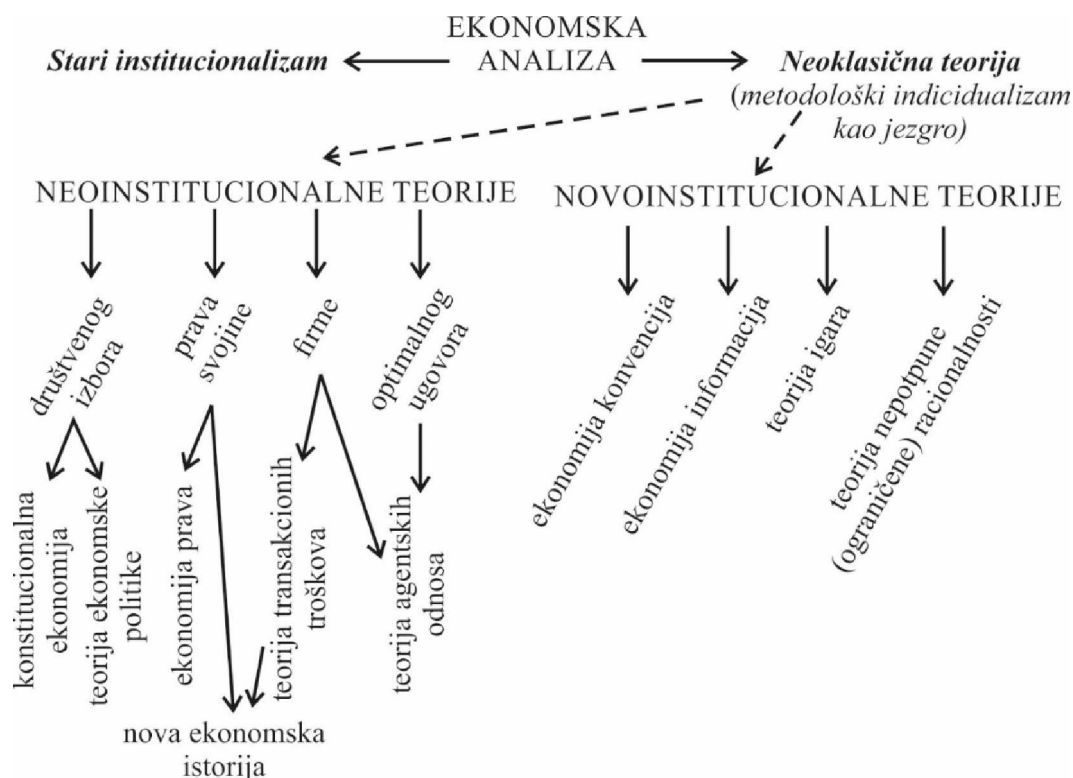 EKONOMSKA
ANALIZA
Stari institucionalizam
Neoklasična teorija
(metodološki indicidualizam
kao jezgro)
NEOINSTITUCIONALNE TEORIJE
NOVOINSTITUCIONALNE TEORIJE
društvenog
izbora
prava
svojine
firme
optimalnog
ugovora
ekonomija konvencija
ekonomija informacija
teorija igara
teorija nepotpune
(ograničene) racionalnosti
konstitucionalna
ekonomija
teorija ekonomske
politike
ekonomija prava
teorija transakcionih
troškova
teorija agentskih
odnosa
nova ekonomska
istorija